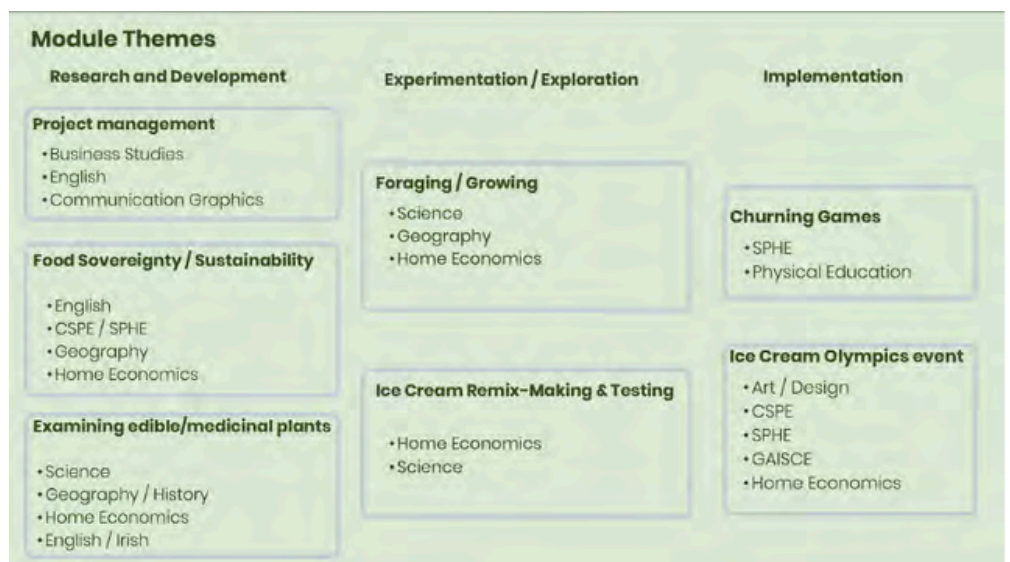 Module Themes
Research and Development
Project management
•Business Studies
•English
•Communication Graphics
Food Sovereignty / Sustainability
•English
•CSPE / SPHE
•Geography
•Home Economics
Examining edible/medicinal plants
•Science
•Geography / History
•Home Economics
•English / Irish
Experimentation / Exploration
Foraging / Growing
•Science
•Geography
•Home Economics
Ice Cream Remix-Making & Testing
•Home Economics
•Science
Implementation
Churning Games
•SPHE
•Physical Education
Ice Cream Olympics event
•Art / Design
•CSPE
•SPHE
•GAISCE
•Home Economics